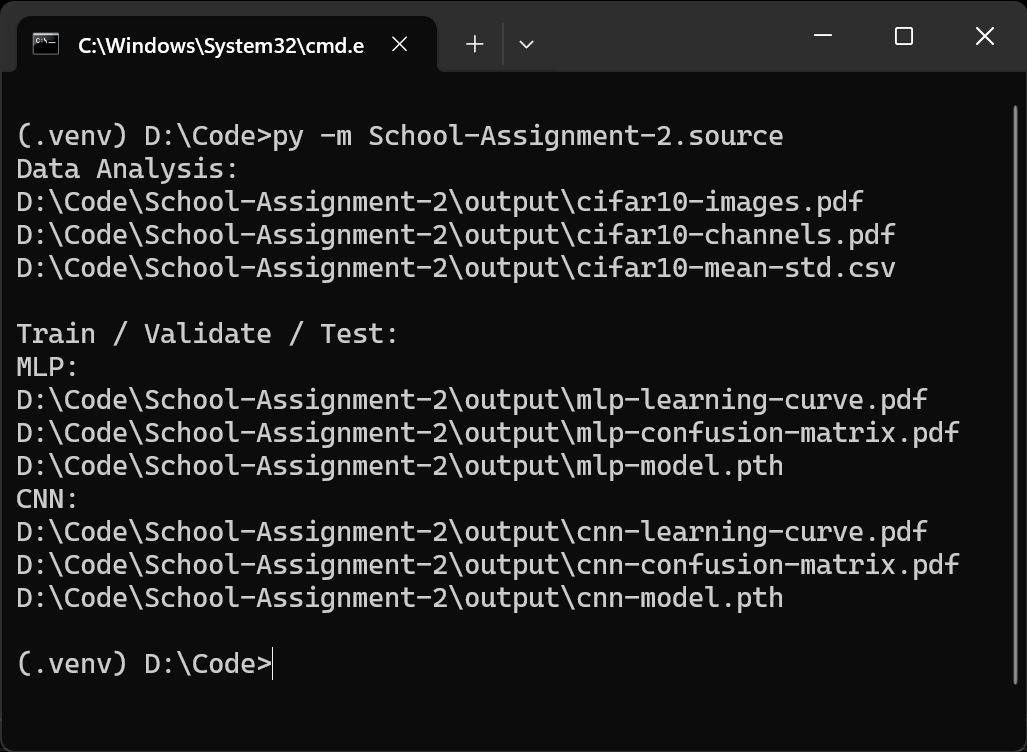 C:\Windows\System32\cmd.e
(.venv) D:\Code>py -m School-Assignment-2.source
Data Analysis:
D:\Code\School-Assignment-2\output\cifar10-images.pdf
D:\Code\School-Assignment-2\output\cifar10-channels.pdf
D:\Code\School-Assignment-2\output\cifar10-mean-std.csv
Train / Validate / Test:
MLP:
D:\Code\School-Assignment-2\output\mlp-learning-curve.pdf
D:\Code\School-Assignment-2\output\mlp-confusion-matrix.pdf
D:\Code\School-Assignment-2\output\mlp-model.pth
CNN:
D:\Code\School-Assignment-2\output\cnn-learning-curve.pdf
D:\Code\School-Assignment-2\output\cnn-confusion-matrix.pdf
D:\Code\School-Assignment-2\output\cnn-model.pth
(.venv) D:\Code>